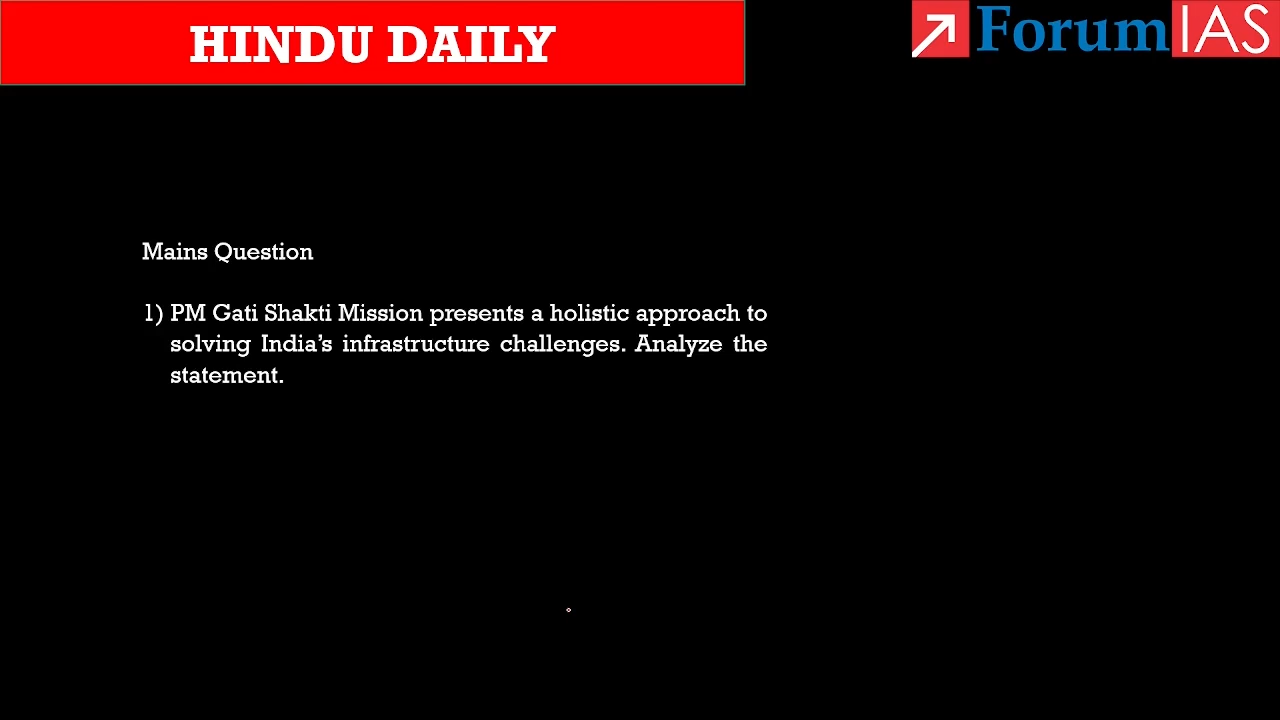 HINDU DAILY
ForumIAS
Mains Question
1) PM Gati Shakti Mission presents a holistic approach to
solving India's infrastructure challenges. Analyze the
statement.